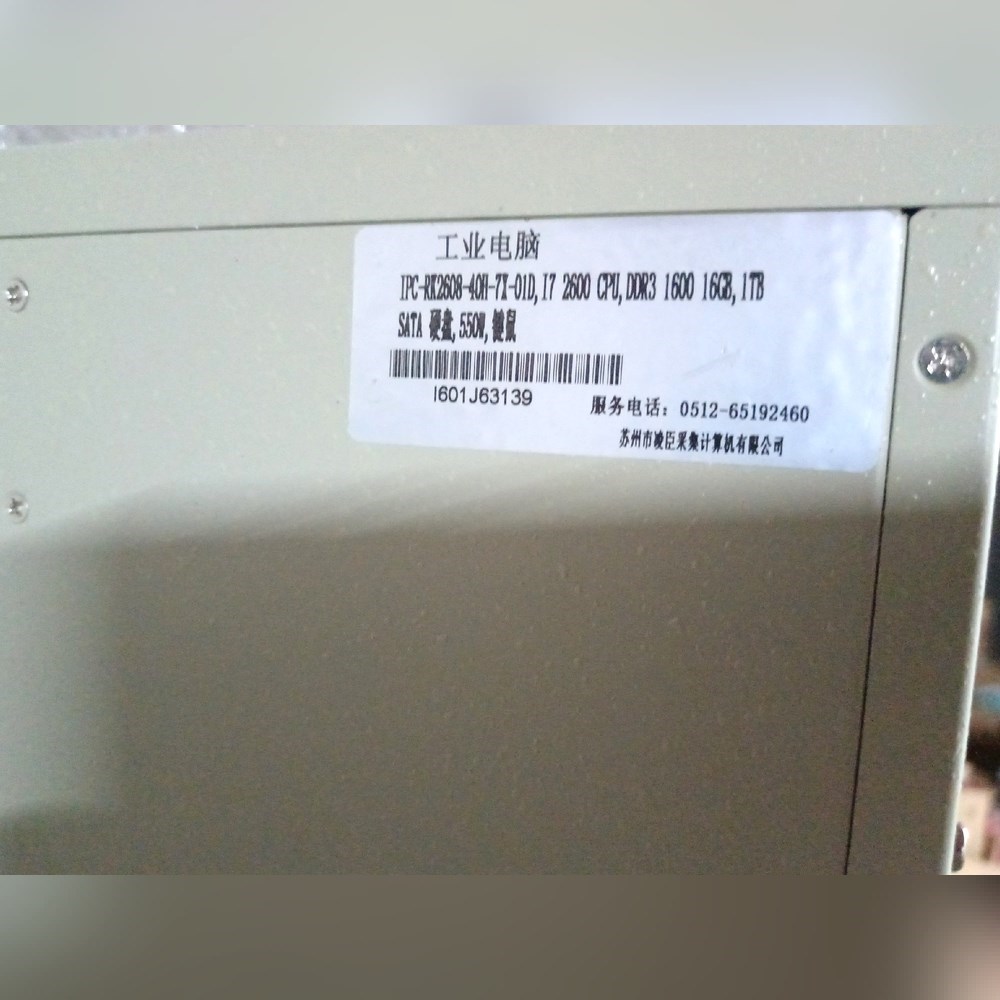 工业电脑
IPC-RK2608-40H-7X-01D, I7 2600 CPU, DDR3 1600 16GB, 1TB
SATA 硬盘, 550W, 键鼠
I601J63139
服务电话：0512-65192460
苏州市凌臣采集计算机有限公司